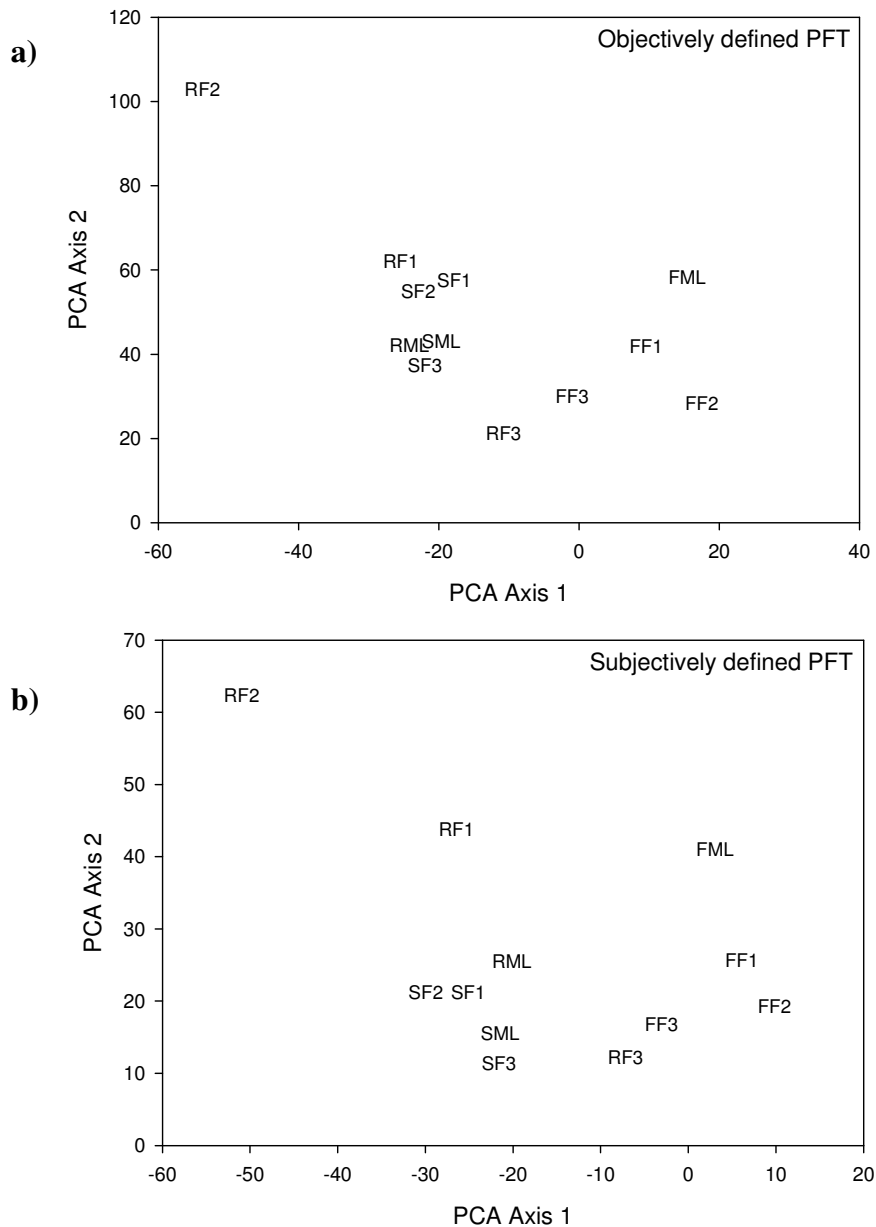 a)
Objectively defined PFT
120
100
80
60
40
20
0
PCA Axis 2
RF2
RF1
SF1
SF2
FML
RML
SML
SF3
FF1
FF3
FF2
RF3
-60 -40 -20 0 20 40
PCA Axis 1
b)
Subjectively defined PFT
70
60
50
40
30
20
10
0
PCA Axis 2
RF2
RF1
FML
RML
FF1
SF2 SF1
FF2
SML
FF3
SF3
RF3
-60 -50 -40 -30 -20 -10 0 10 20
PCA Axis 1